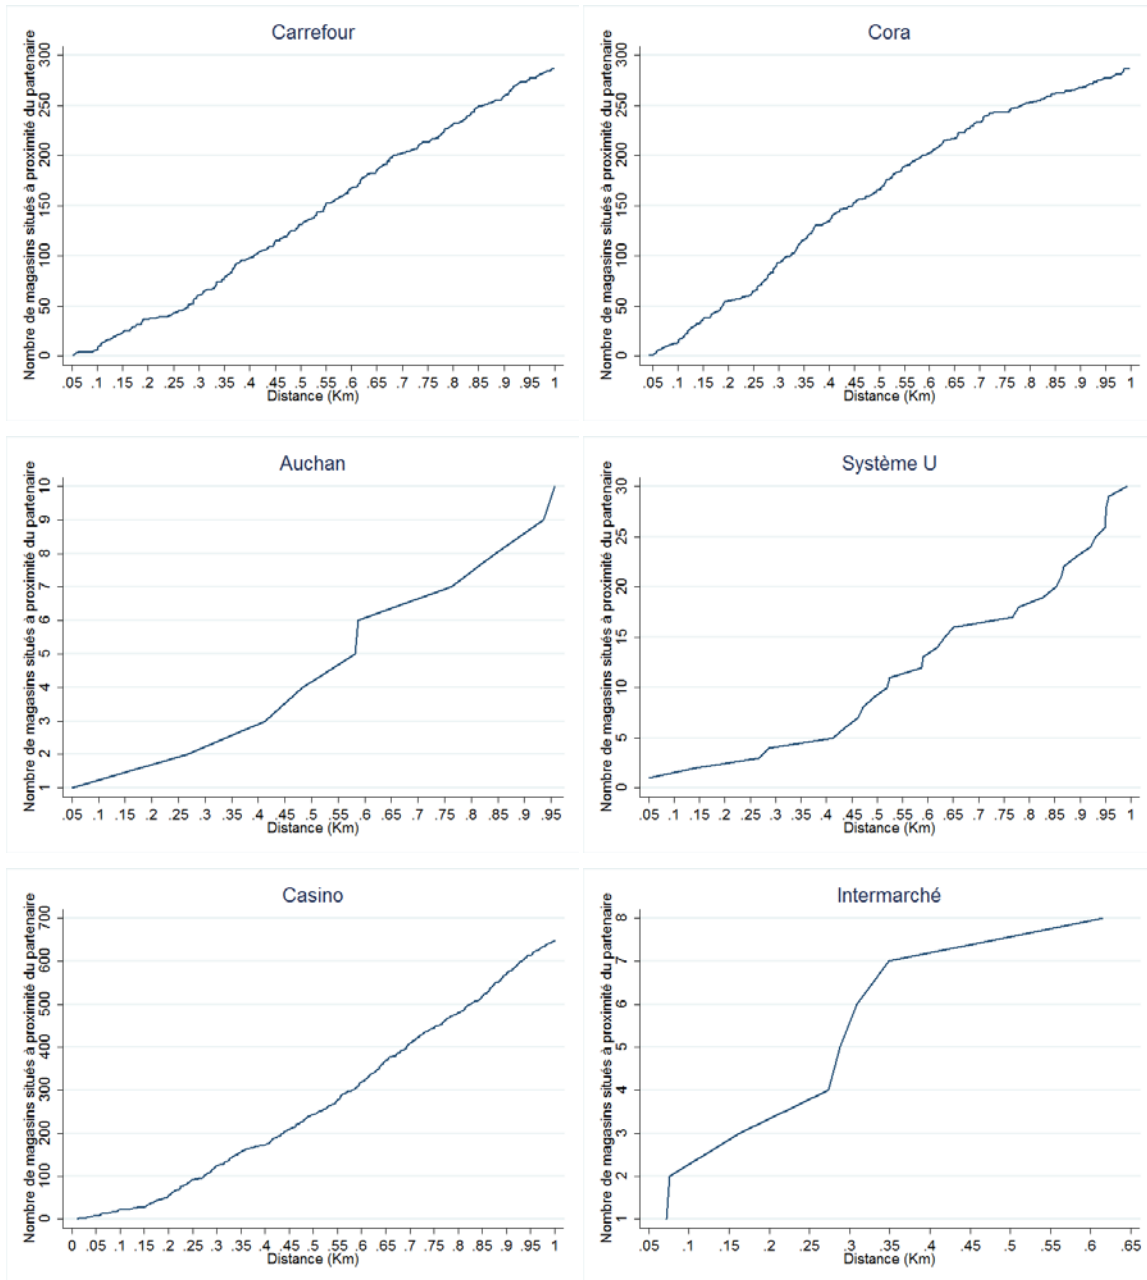 Carrefour
Nombre de magasins situés à proximité du partenaire
300
250
200
150
100
50
0
.05 .1 .15 .2 .25 .3 .35 .4 .45 .5 .55 .6 .65 .7 .75 .8 .85 .9 .95 1
Distance (Km)
Cora
Nombre de magasins situés à proximité du partenaire
300
250
200
150
100
50
0
.05 .1 .15 .2 .25 .3 .35 .4 .45 .5 .55 .6 .65 .7 .75 .8 .85 .9 .95 1
Distance (Km)
Auchan
Nombre de magasins situés à proximité du partenaire
10
9
8
7
6
5
4
3
2
1
.05 .1 .15 .2 .25 .3 .35 .4 .45 .5 .55 .6 .65 .7 .75 .8 .85 .9 .95
Distance (Km)
Système U
Nombre de magasins situés à proximité du partenaire
30
25
20
15
10
5
0
.05 .1 .15 .2 .25 .3 .35 .4 .45 .5 .55 .6 .65 .7 .75 .8 .85 .9 .95 1
Distance (Km)
Casino
Nombre de magasins situés à proximité du partenaire
700
600
500
400
300
200
100
0
0 .05 .1 .15 .2 .25 .3 .35 .4 .45 .5 .55 .6 .65 .7 .75 .8 .85 .9 .95 1
Distance (Km)
Intermarché
Nombre de magasins situés à proximité du partenaire
8
7
6
5
4
3
2
1
.05 .1 .15 .2 .25 .3 .35 .4 .45 .5 .55 .6 .65
Distance (Km)